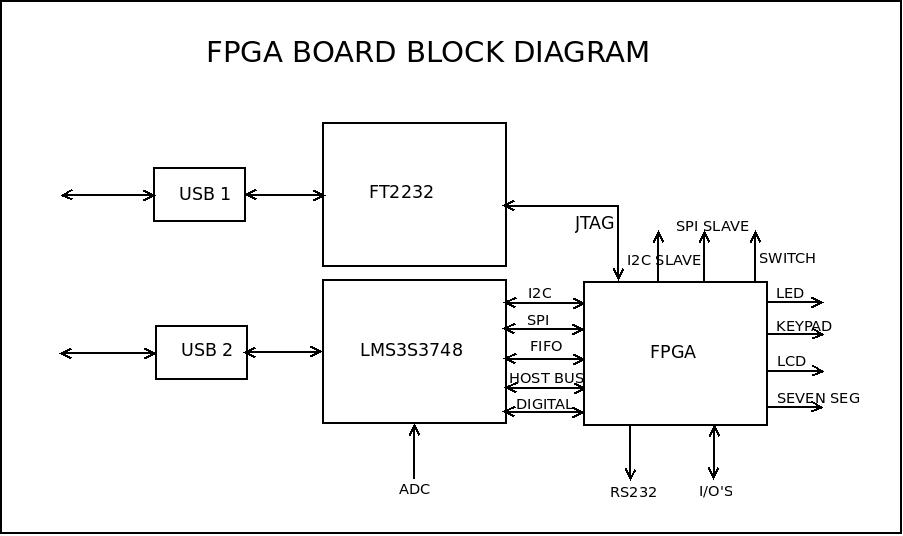 FPGA BOARD BLOCK DIAGRAM
USB 1
FT2232
JTAG
SPI SLAVE
I2C SLAVE
SWITCH
USB 2
LMS3S3748
I2C
SPI
FIFO
HOST BUS
DIGITAL
FPGA
LED
KEYPAD
LCD
SEVEN SEG
ADC
RS232
I/O'S